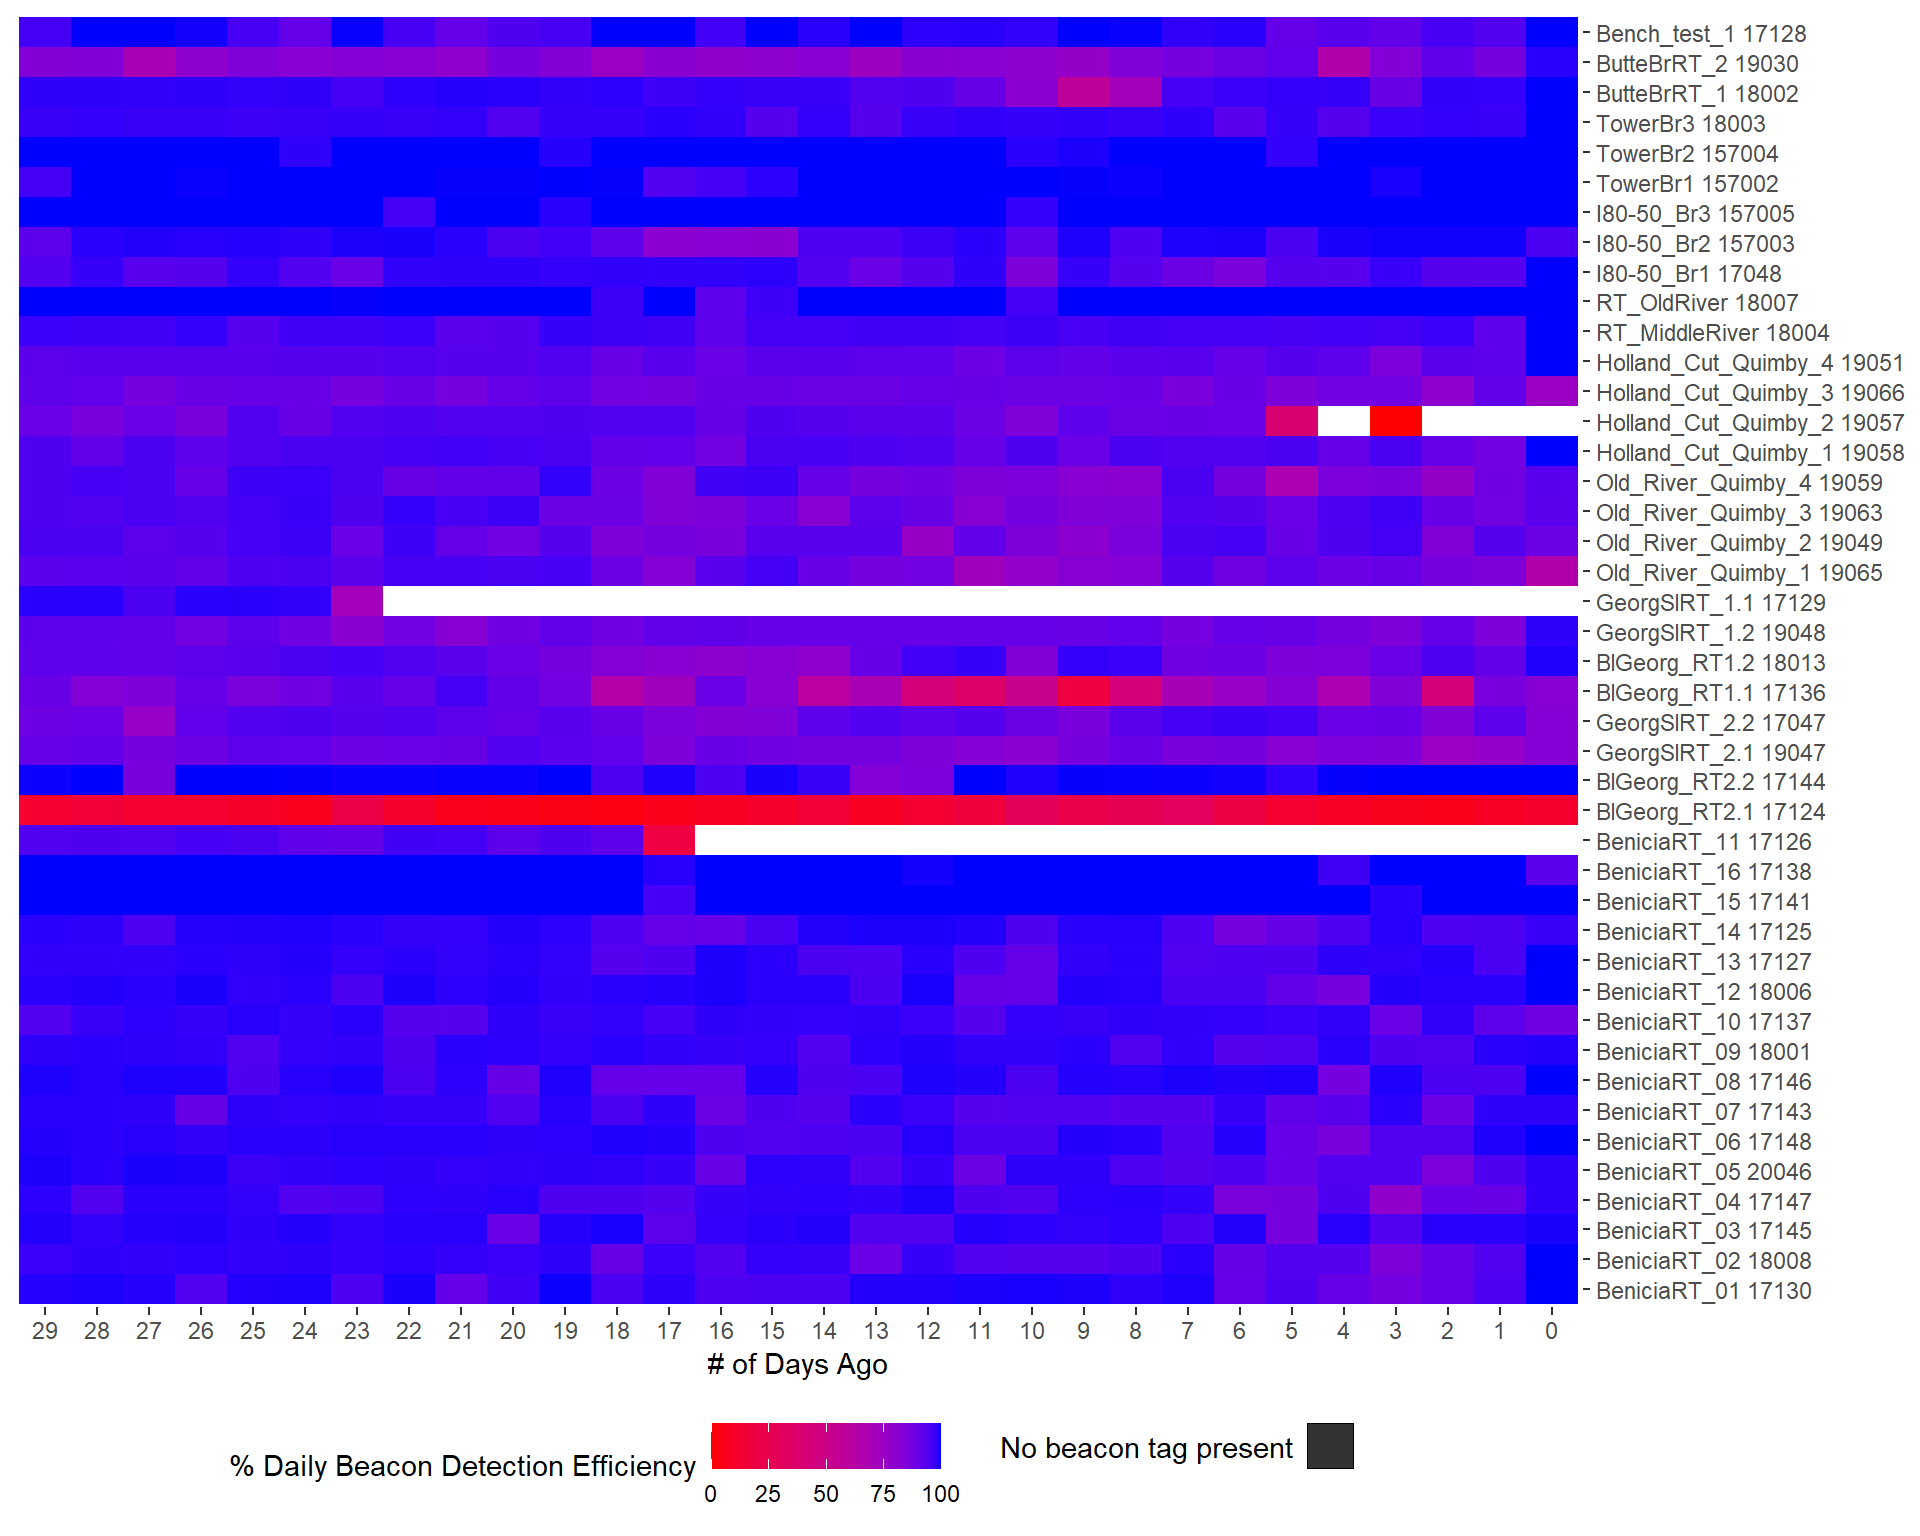 Bench_test_1 17128
ButteBrRT_2 19030
ButteBrRT_1 18002
TowerBr3 18003
TowerBr2 157004
TowerBr1 157002
I80-50_Br3 157005
I80-50_Br2 157003
I80-50_Br1 17048
RT_OldRiver 18007
RT_MiddleRiver 18004
Holland_Cut_Quimby_4 19051
Holland_Cut_Quimby_3 19066
Holland_Cut_Quimby_2 19057
Holland_Cut_Quimby_1 19058
Old_River_Quimby_4 19059
Old_River_Quimby_3 19063
Old_River_Quimby_2 19049
Old_River_Quimby_1 19065
GeorgSlRT_1.1 17129
GeorgSlRT_1.2 19048
BlGeorg_RT1.2 18013
BlGeorg_RT1.1 17136
GeorgSlRT_2.2 17047
GeorgSlRT_2.1 19047
BlGeorg_RT2.2 17144
BlGeorg_RT2.1 17124
BeniciaRT_11 17126
BeniciaRT_16 17138
BeniciaRT_15 17141
BeniciaRT_14 17125
BeniciaRT_13 17127
BeniciaRT_12 18006
BeniciaRT_10 17137
BeniciaRT_09 18001
BeniciaRT_08 17146
BeniciaRT_07 17143
BeniciaRT_06 17148
BeniciaRT_05 20046
BeniciaRT_04 17147
BeniciaRT_03 17145
BeniciaRT_02 18008
BeniciaRT_01 17130
29 28 27 26 25 24 23 22 21 20 19 18 17 16 15 14 13 12 11 10 9 8 7 6 5 4 3 2 1 0
# of Days Ago
% Daily Beacon Detection Efficiency
0 25 50 75 100
No beacon tag present